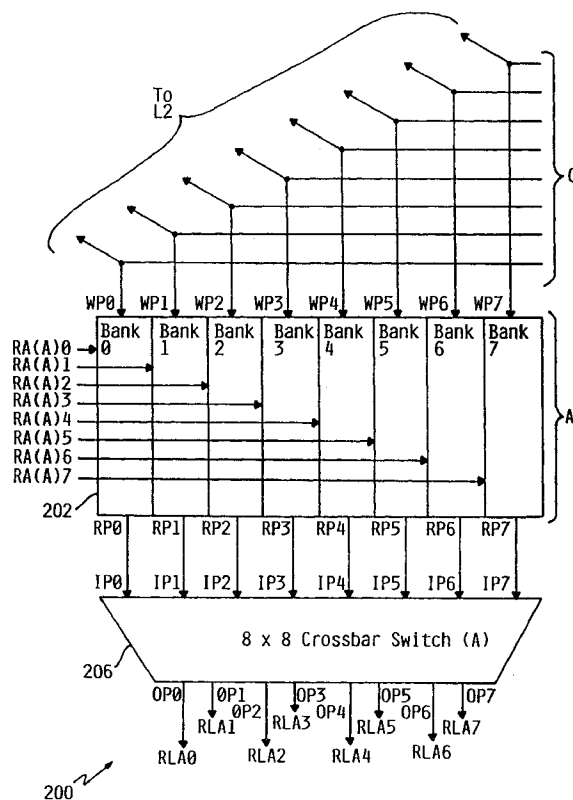 To
L2
C
WP0 WP1 WP2 WP3 WP4 WP5 WP6 WP7
Bank 0 Bank 1 Bank 2 Bank 3 Bank 4 Bank 5 Bank 6 Bank 7
RA(A)0
RA(A)1
RA(A)2
RA(A)3
RA(A)4
RA(A)5
RA(A)6
RA(A)7
A
202
RP0 RP1 RP2 RP3 RP4 RP5 RP6 RP7
IP0 IP1 IP2 IP3 IP4 IP5 IP6 IP7
8 x 8 Crossbar Switch (A)
206
OP0 OP1 OP2 OP3 OP4 OP5 OP6 OP7
RLA1 RLA3 RLA5 RLA7
RLA0 RLA2 RLA4 RLA6
200